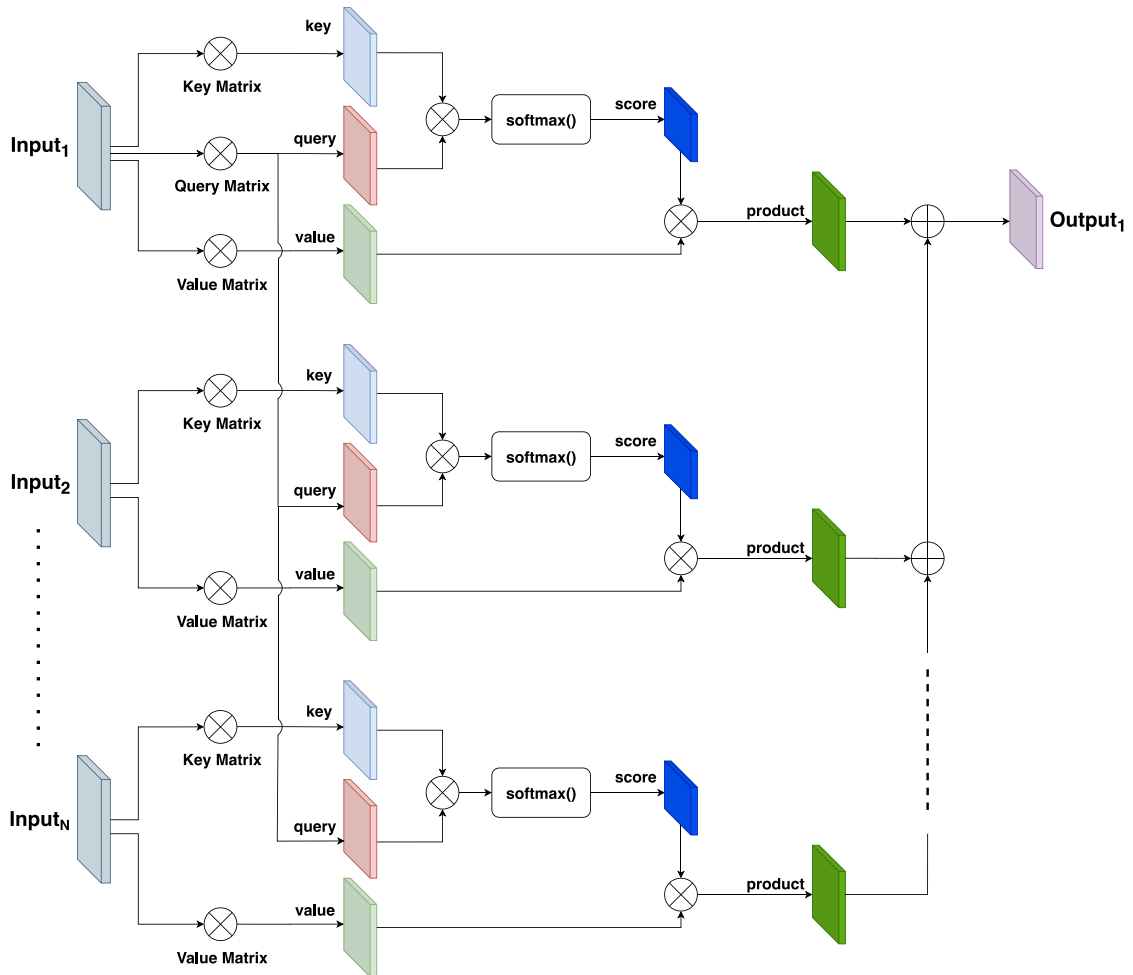 key
Key Matrix
Input₁
query
Query Matrix
value
Value Matrix
softmax()
score
product
Output₁
key
Key Matrix
Input₂
query
value
Value Matrix
softmax()
score
product
key
Key Matrix
Input_N
query
value
Value Matrix
softmax()
score
product